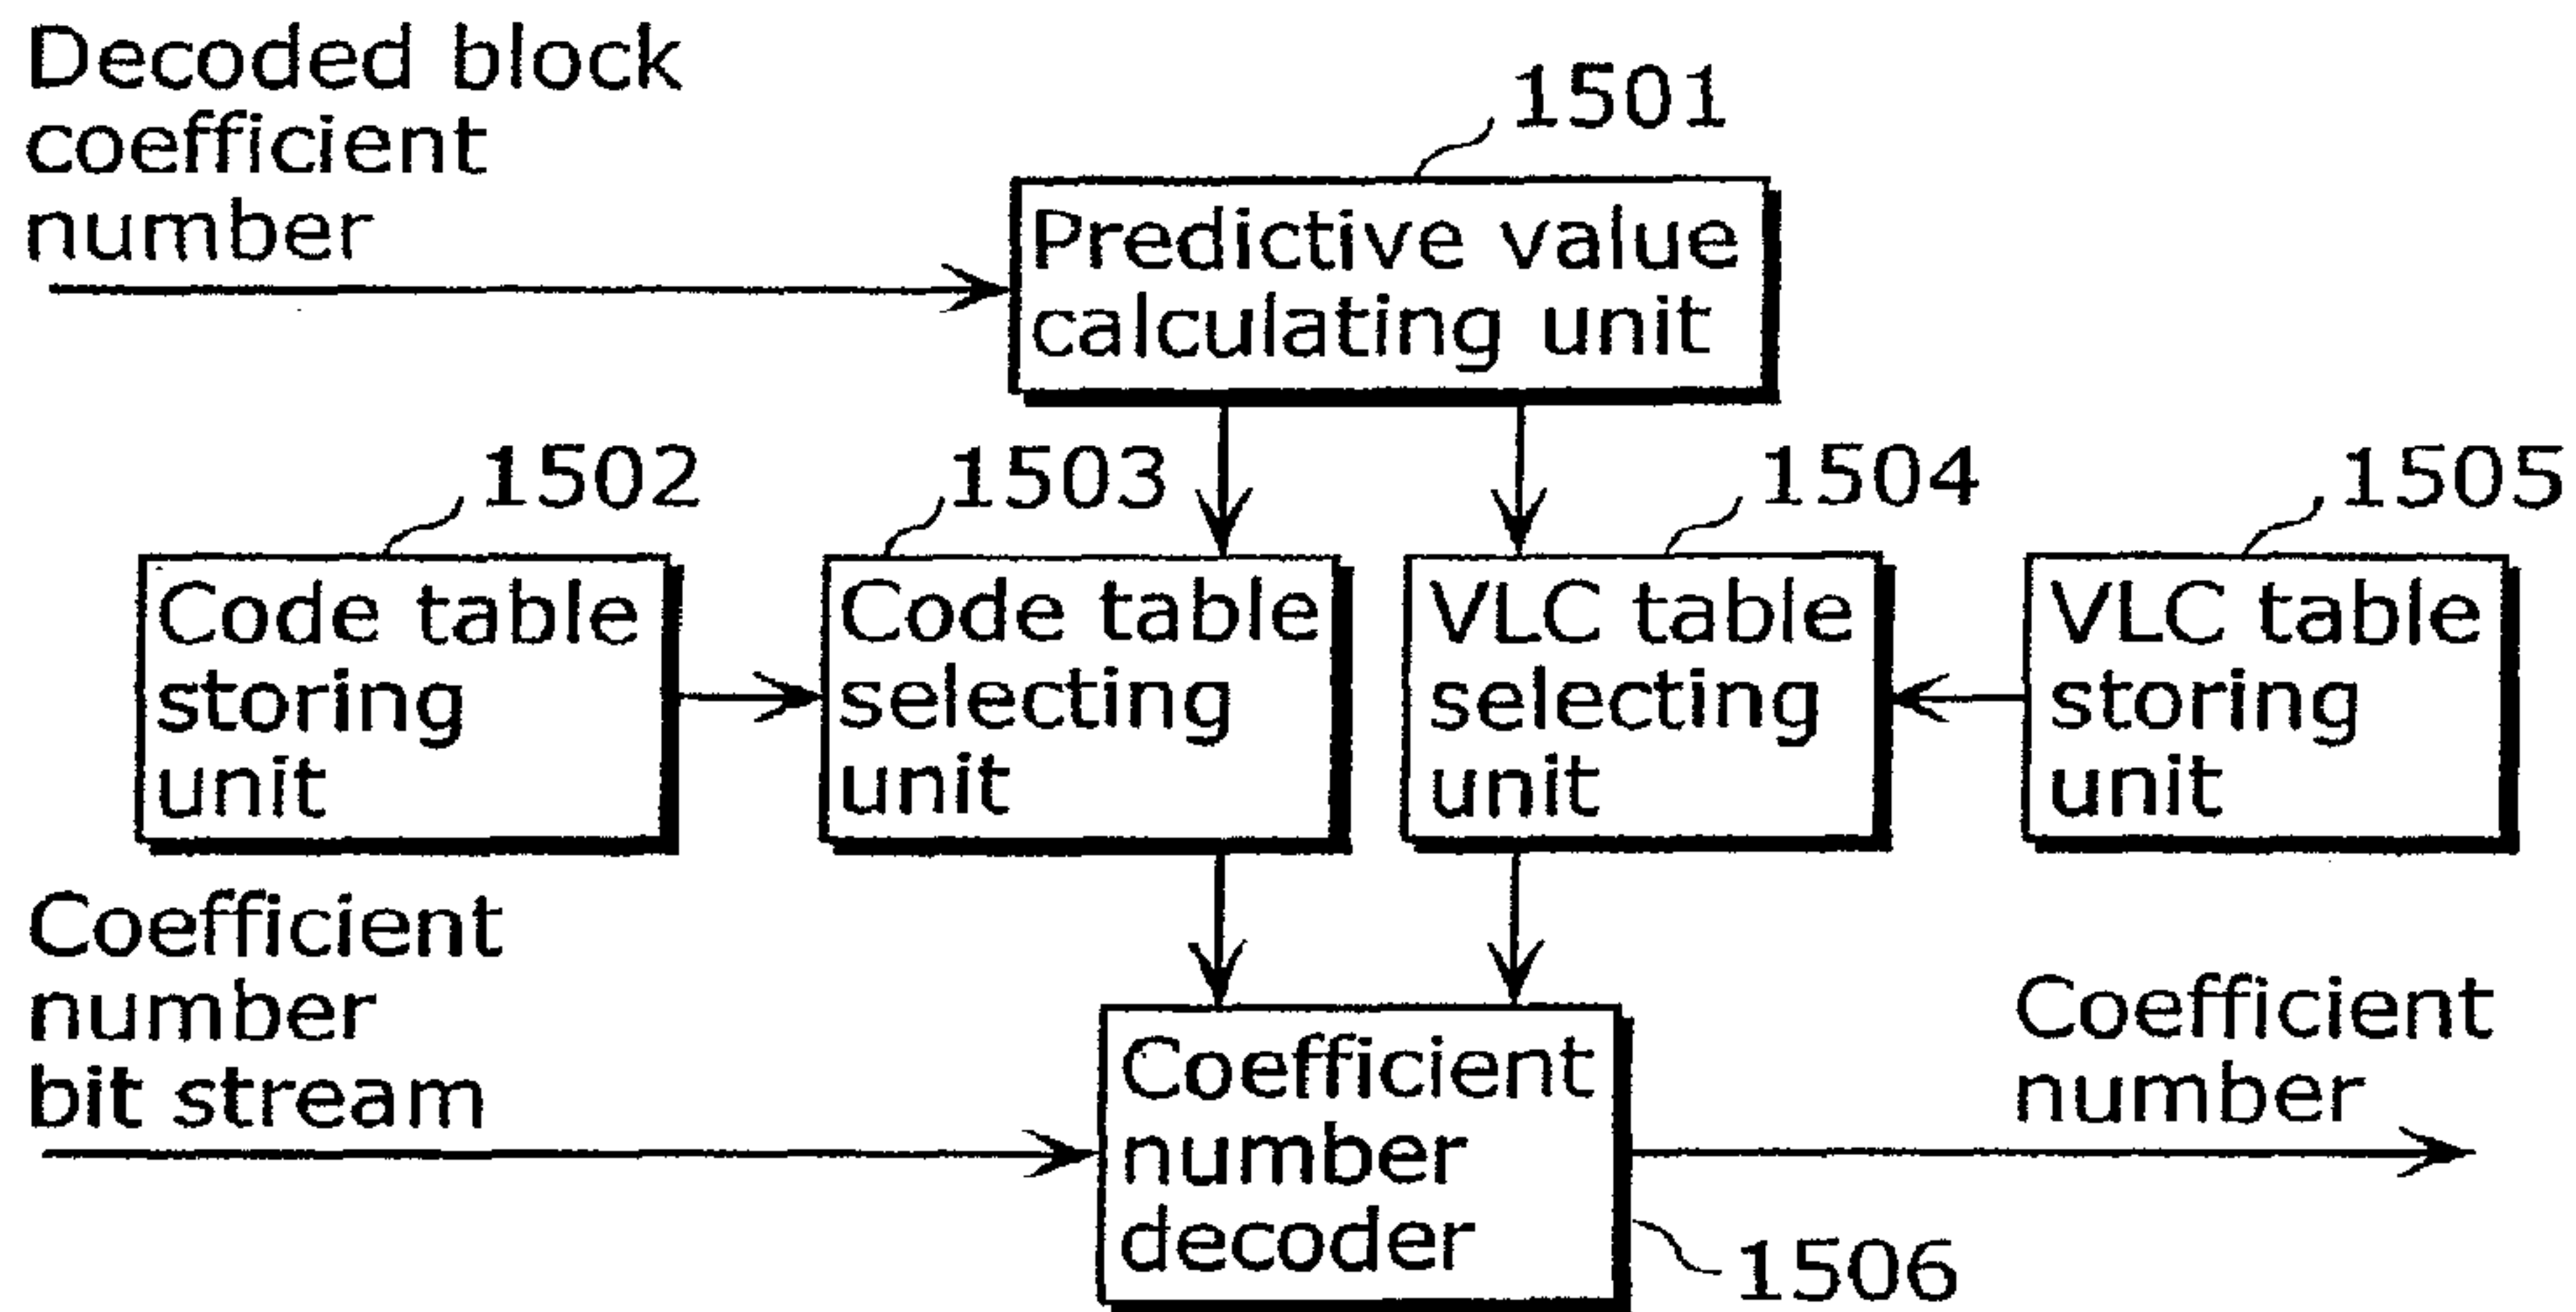 Decoded block
coefficient
number
1501
Predictive value
calculating unit
1502
1503
1504
1505
Code table
storing
unit
Code table
selecting
unit
VLC table
selecting
unit
VLC table
storing
unit
Coefficient
number
bit stream
Coefficient
number
decoder
Coefficient
number
1506